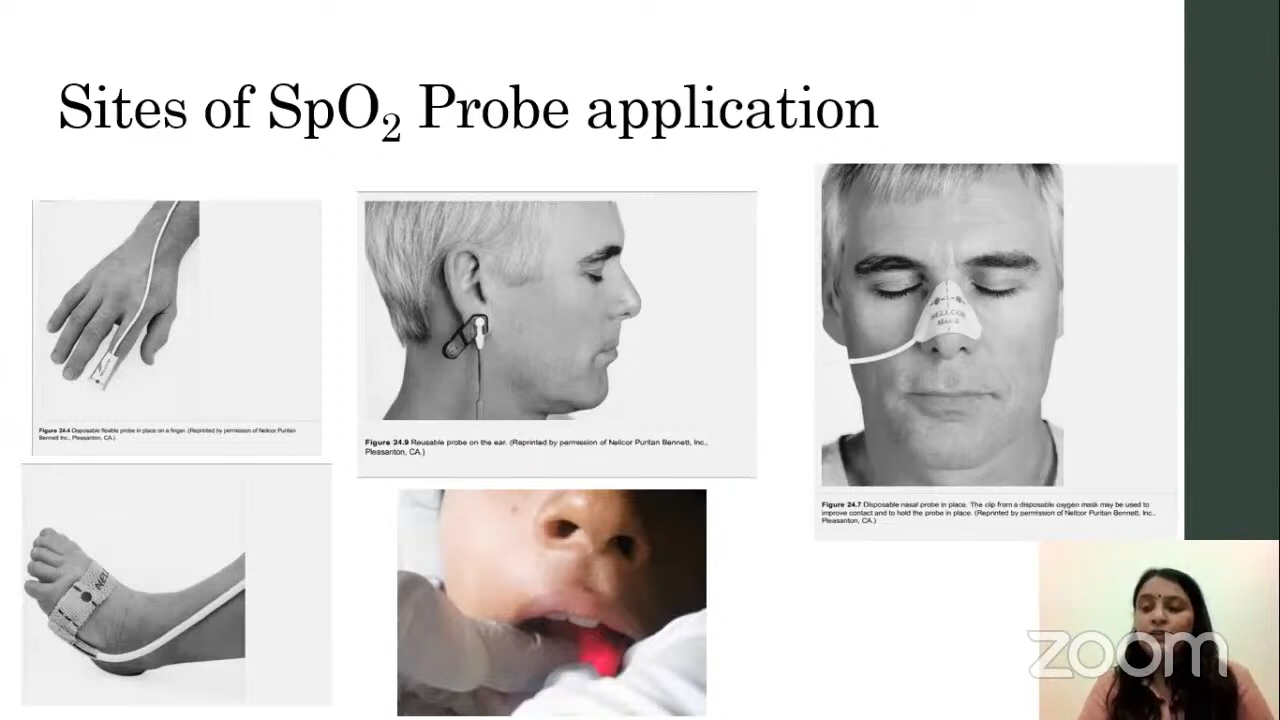 Sites of SpO₂ Probe application
Figure 24.4 Disposable flexible probe in place on a finger. (Reprinted by permission of Nellcor Puritan
Bennett Inc., Pleasanton, CA.)
Figure 24.9 Reusable probe on the ear. (Reprinted by permission of Nellcor Puritan Bennett, Inc.,
Pleasanton, CA.)
NELLCOR
Figure 24.7 Disposable nasal probe in place. The clip from a disposable oxygen mask may be used to
improve contact and to hold the probe in place. (Reprinted by permission of Nellcor Puritan Bennett, Inc.,
Pleasanton, CA.)
zoom